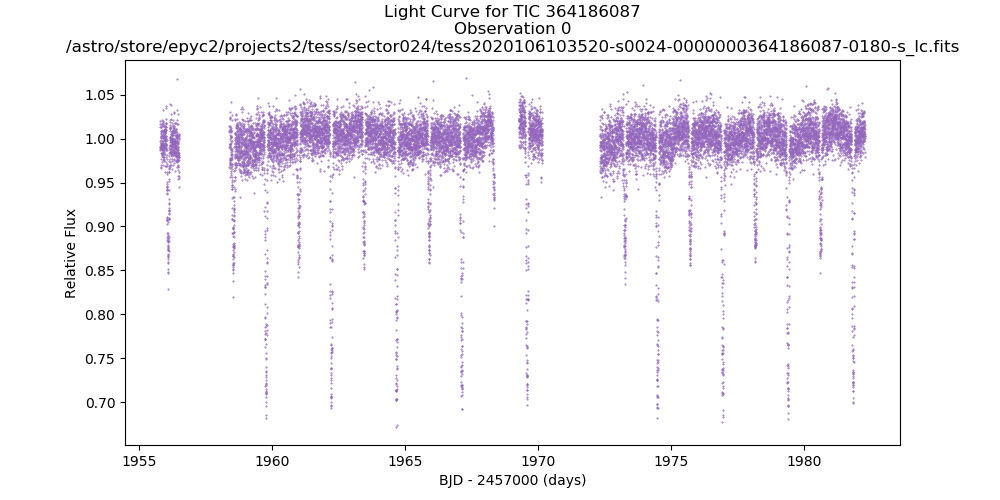 Light Curve for TIC 364186087
Observation 0
/astro/store/epyc2/projects2/tess/sector024/tess2020106103520-s0024-0000000364186087-0180-s_lc.fits
1.05
1.00
0.95
0.90
0.85
0.80
0.75
0.70
Relative Flux
1955 1960 1965 1970 1975 1980
BJD - 2457000 (days)